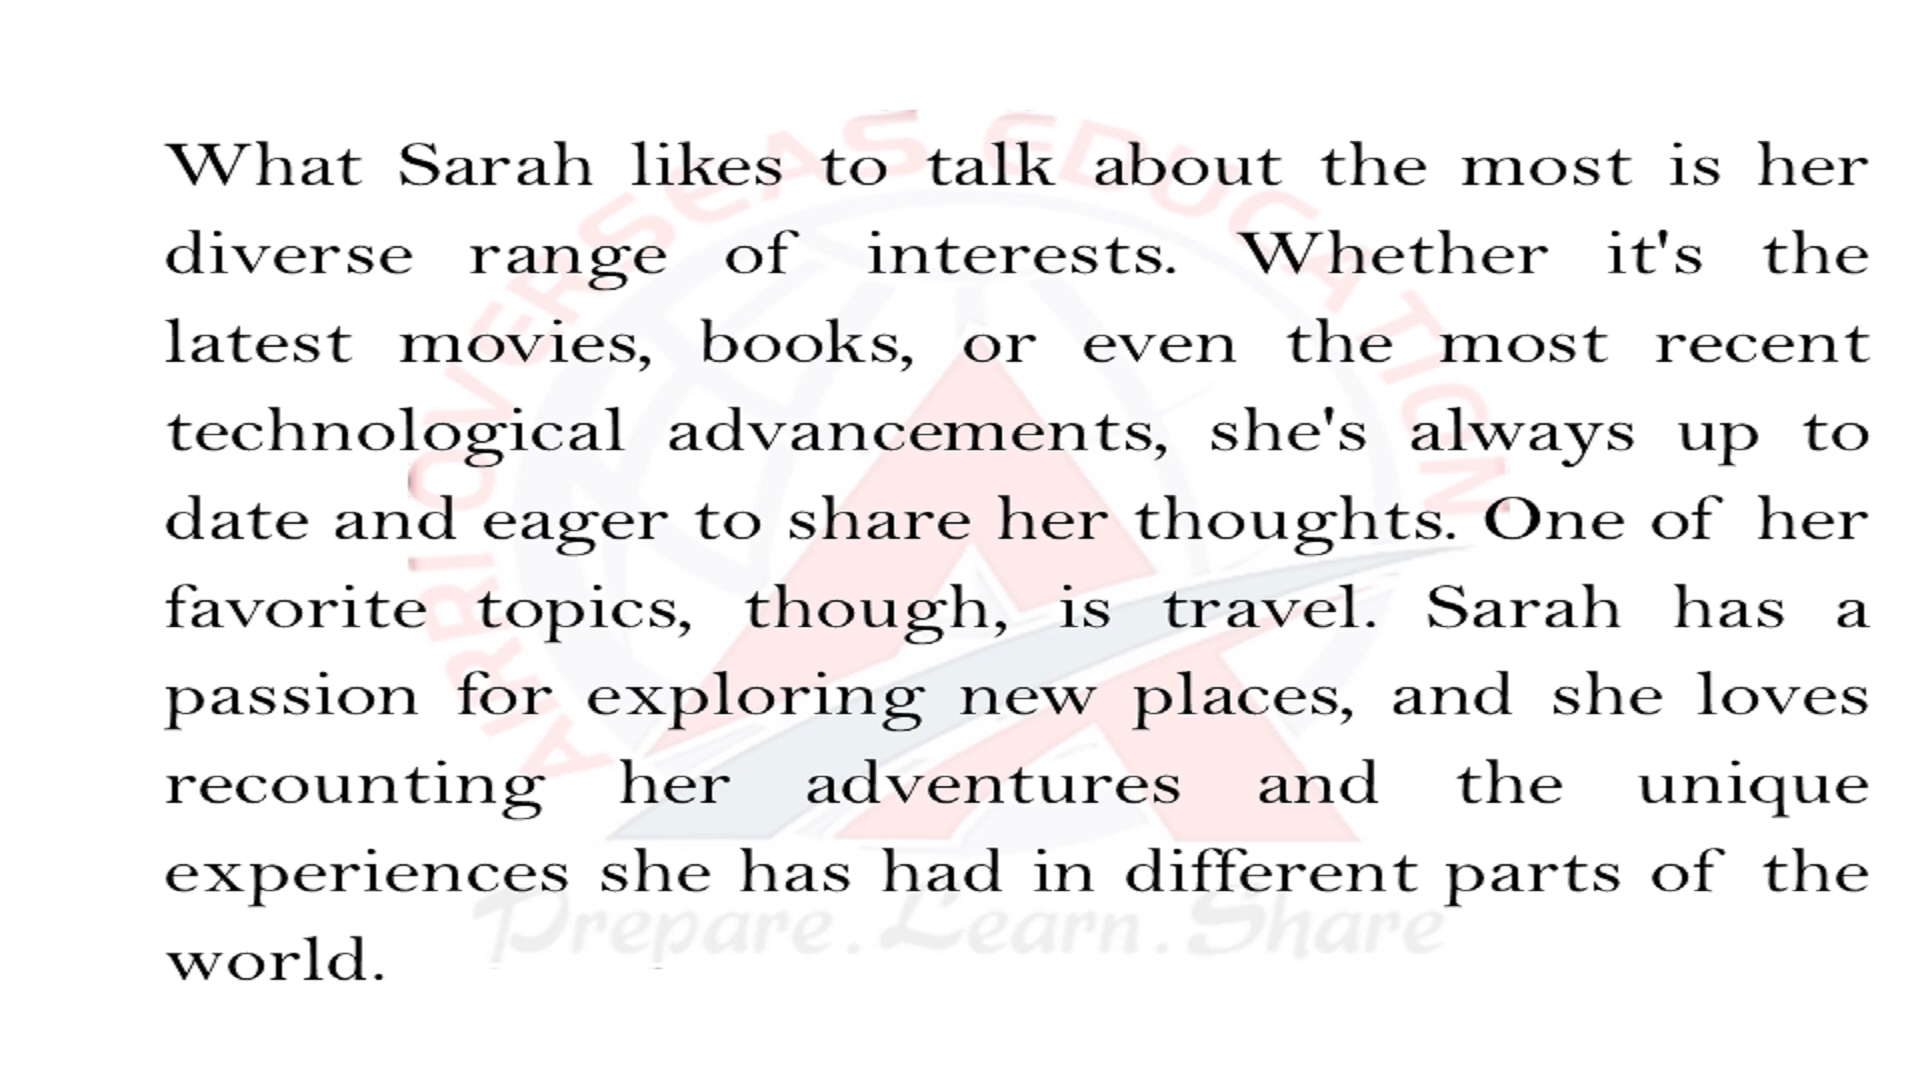 What Sarah likes to talk about the most is her
diverse range of interests. Whether it's the
latest movies, books, or even the most recent
technological advancements, she's always up to
date and eager to share her thoughts. One of her
favorite topics, though, is travel. Sarah has a
passion for exploring new places, and she loves
recounting her adventures and the unique
experiences she has had in different parts of the
world.
ARRI OVERSEAS EDUCATION
Prepare . Learn . Share